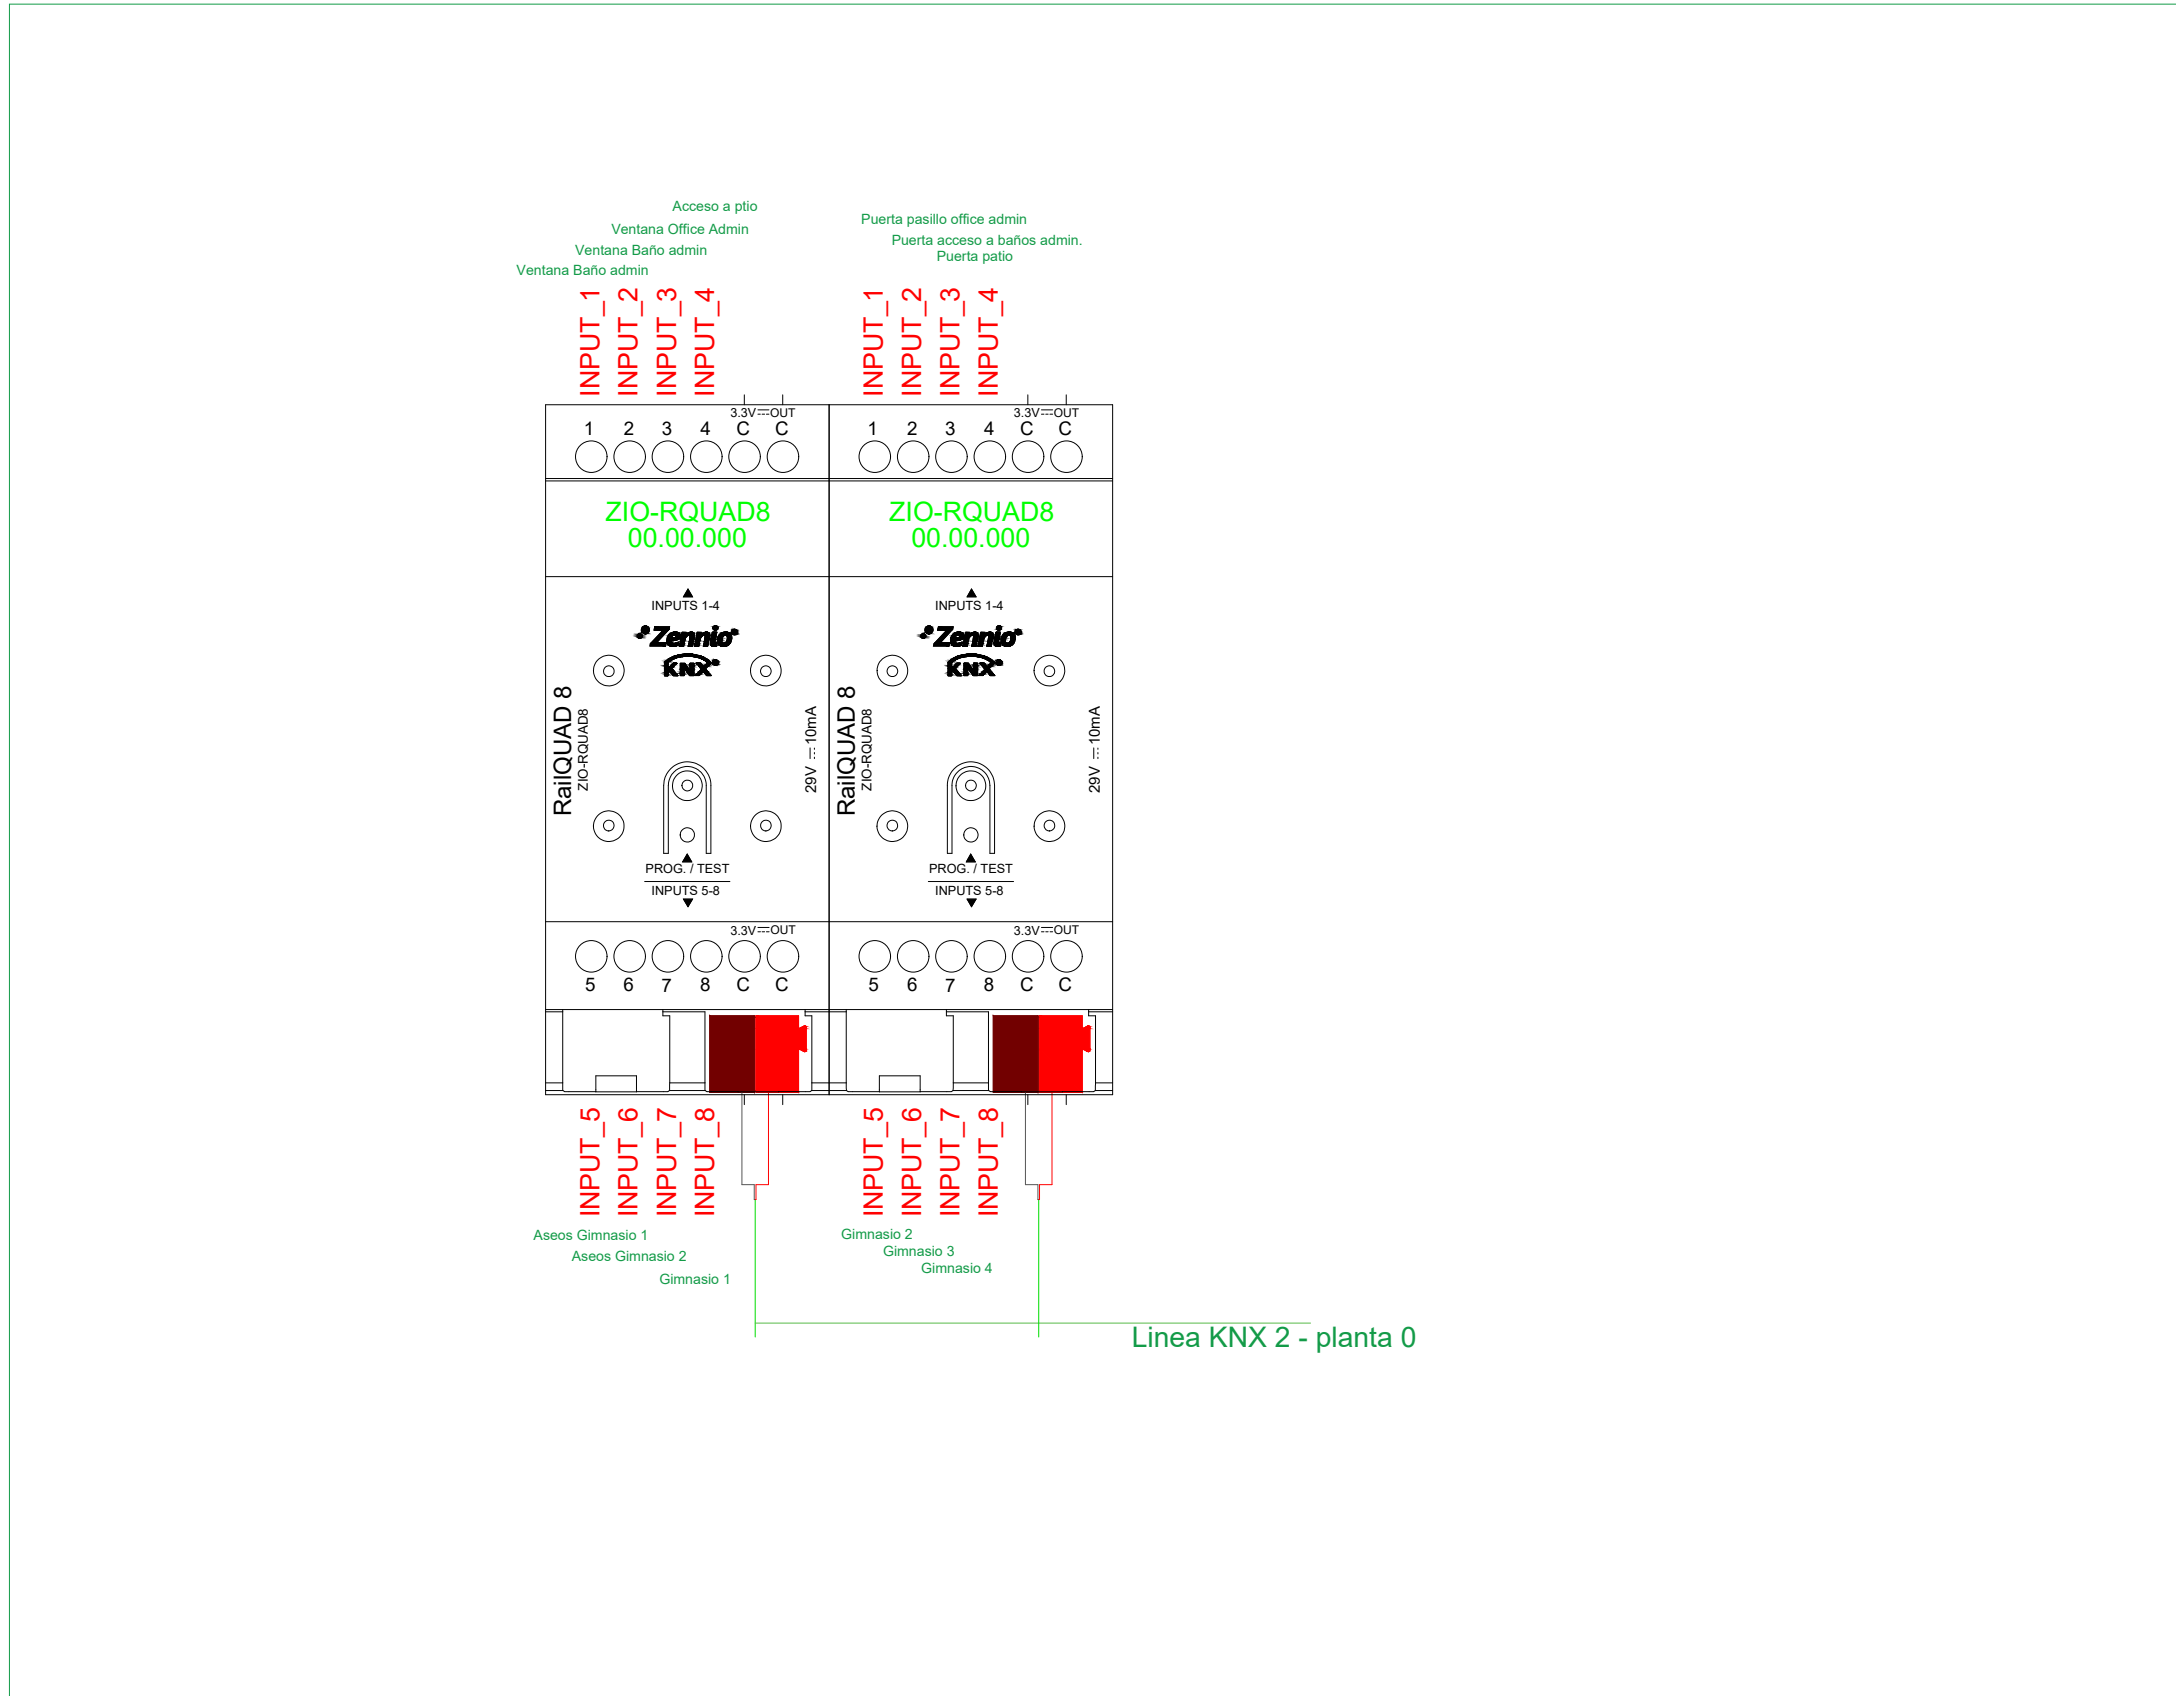 Acceso a ptio
Ventana Office Admin
Ventana Baño admin
Ventana Baño admin
Puerta pasillo office admin
Puerta acceso a baños admin.
Puerta patio
INPUT_1
INPUT_2
INPUT_3
INPUT_4
INPUT_1
INPUT_2
INPUT_3
INPUT_4
3.3V OUT
1 2 3 4 C C
3.3V OUT
1 2 3 4 C C
ZIO-RQUAD8
00.00.000
ZIO-RQUAD8
00.00.000
INPUTS 1-4
Zennio
KNX
RailQUAD 8
ZIO-RQUAD8
29V 10mA
PROG. / TEST
INPUTS 5-8
INPUTS 1-4
Zennio
KNX
RailQUAD 8
ZIO-RQUAD8
29V 10mA
PROG. / TEST
INPUTS 5-8
3.3V OUT
5 6 7 8 C C
3.3V OUT
5 6 7 8 C C
INPUT_5
INPUT_6
INPUT_7
INPUT_8
INPUT_5
INPUT_6
INPUT_7
INPUT_8
Aseos Gimnasio 1
Aseos Gimnasio 2
Gimnasio 1
Gimnasio 2
Gimnasio 3
Gimnasio 4
Linea KNX 2 - planta 0